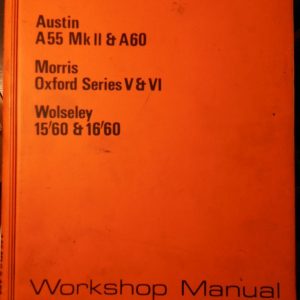 Austin
A55 Mk II & A60
Morris
Oxford Series V & VI
Wolseley
15/60 & 16/60
Workshop Manual